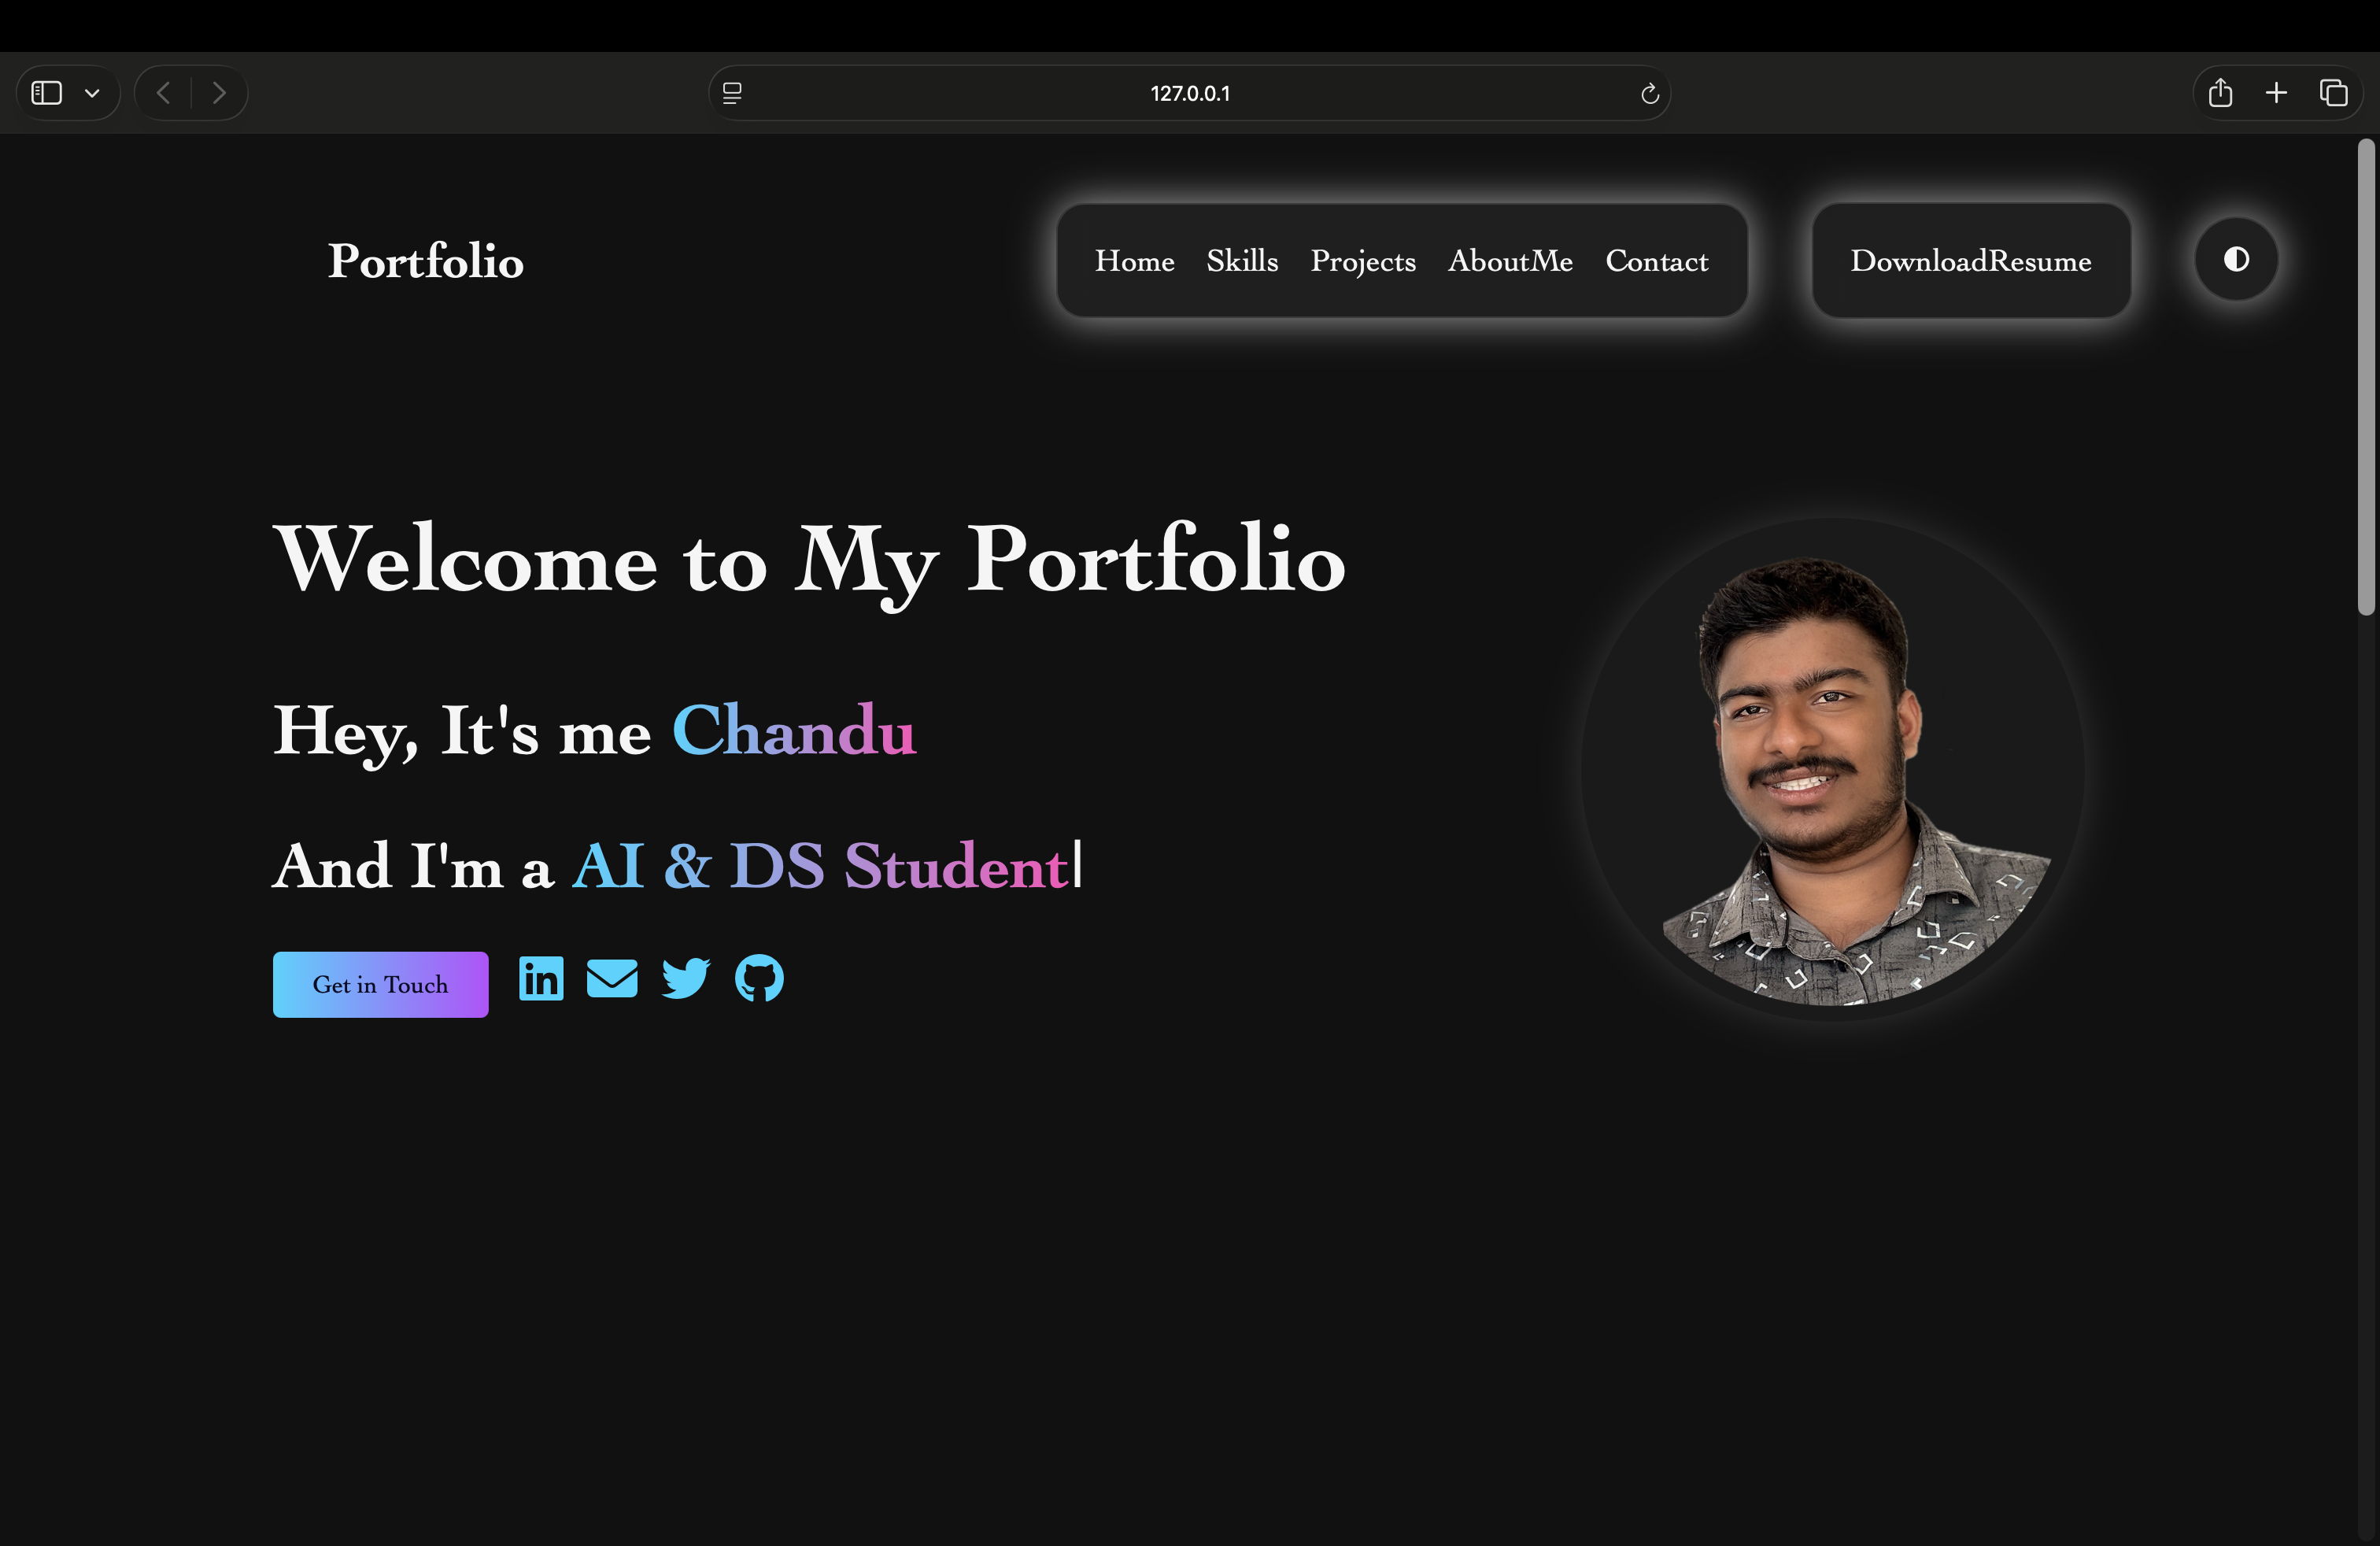 127.0.0.1
Portfolio
Home Skills Projects AboutMe Contact
DownloadResume
Welcome to My Portfolio
Hey, It's me Chandu
And I'm a AI & DS Student|
Get in Touch
in